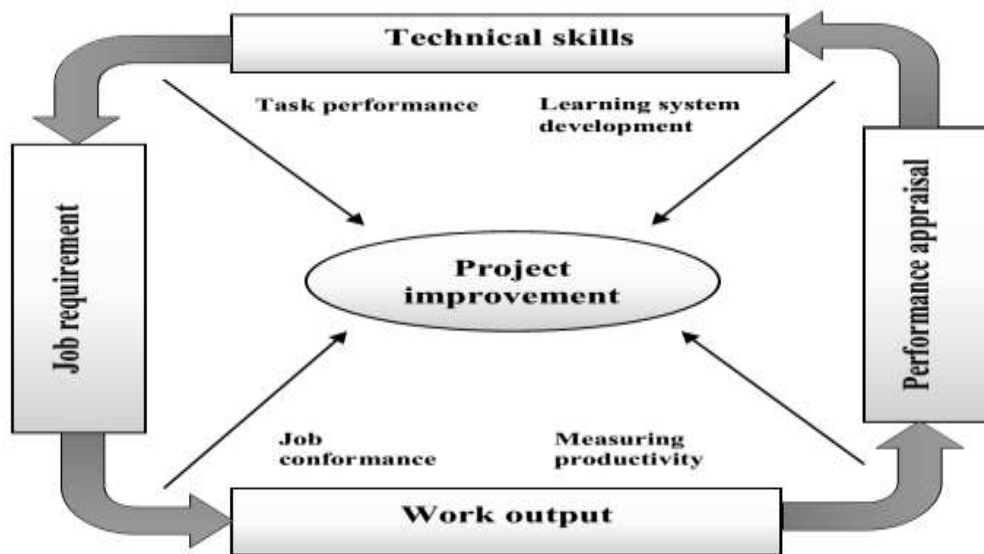 Technical skills
Task performance
Learning system
development
Job requirement
Project
improvement
Performance appraisal
Job
conformance
Measuring
productivity
Work output